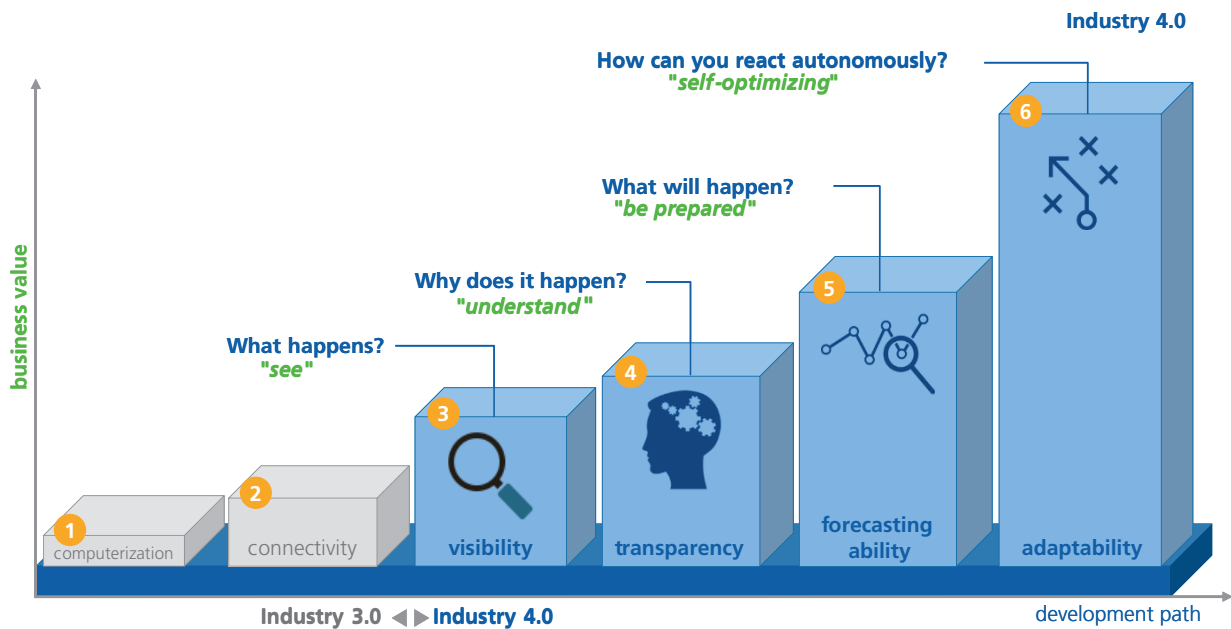 Industry 4.0
How can you react autonomously?
"self-optimizing"
6
What will happen?
"be prepared"
5
Why does it happen?
"understand"
4
What happens?
"see"
3
2
1
business value
computerization
connectivity
visibility
transparency
forecasting
ability
adaptability
Industry 3.0
Industry 4.0
development path